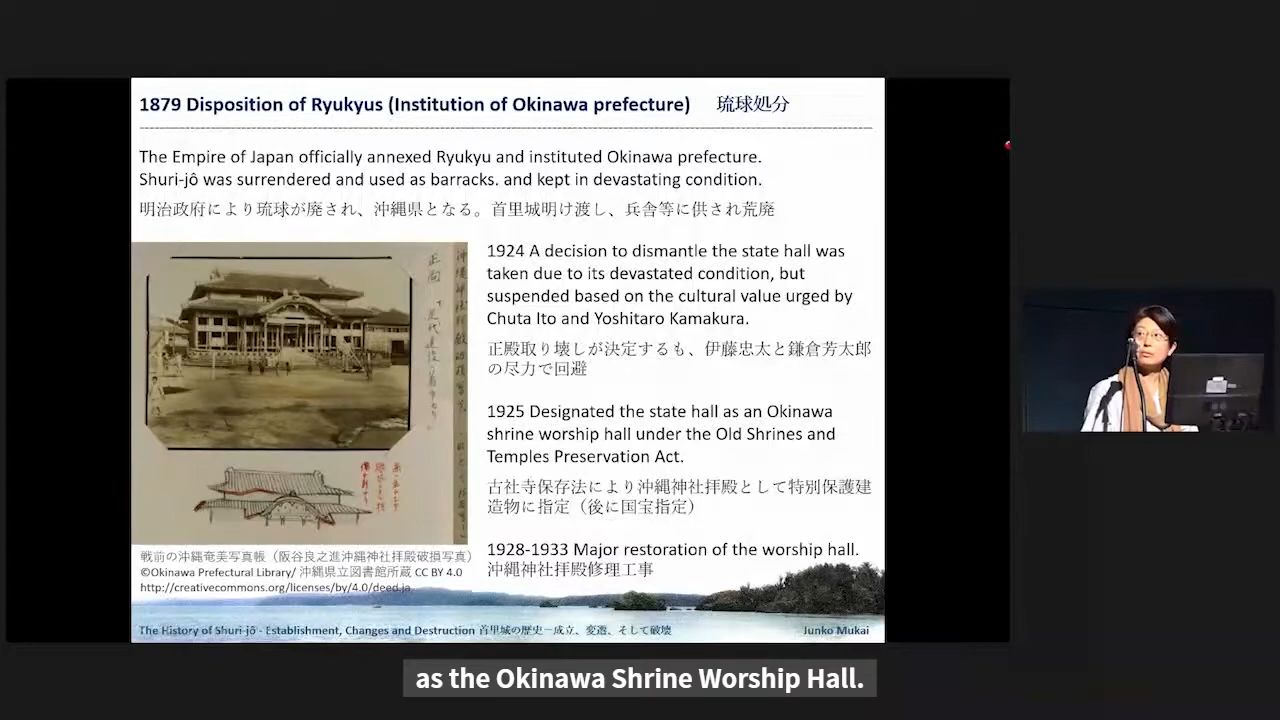 1879 Disposition of Ryukyus (Institution of Okinawa prefecture) 琉球処分
The Empire of Japan officially annexed Ryukyu and instituted Okinawa prefecture.
Shuri-jô was surrendered and used as barracks. and kept in devastating condition.
明治政府により琉球が廃され、沖縄県となる。首里城明け渡し、兵舎等に供され荒廃
1924 A decision to dismantle the state hall was
taken due to its devastated condition, but
suspended based on the cultural value urged by
Chuta Ito and Yoshitaro Kamakura.
正殿取り壊しが決定するも、伊藤忠太と鎌倉芳太郎
の尽力で回避
1925 Designated the state hall as an Okinawa
shrine worship hall under the Old Shrines and
Temples Preservation Act.
古社寺保存法により沖縄神社拝殿として特別保護建
造物に指定（後に国宝指定）
1928-1933 Major restoration of the worship hall.
沖縄神社拝殿修理工事
正面
戦前の沖縄奄美写真帳（阪谷良之進沖縄神社拝殿破損写真）
©Okinawa Prefectural Library/ 沖縄県立図書館所蔵 CC BY 4.0
http://creativecommons.org/licenses/by/4.0/deed.ja
The History of Shuri-jô - Establishment, Changes and Destruction 首里城の歴史－成立、変遷、そして破壊
Junko Mukai
as the Okinawa Shrine Worship Hall.